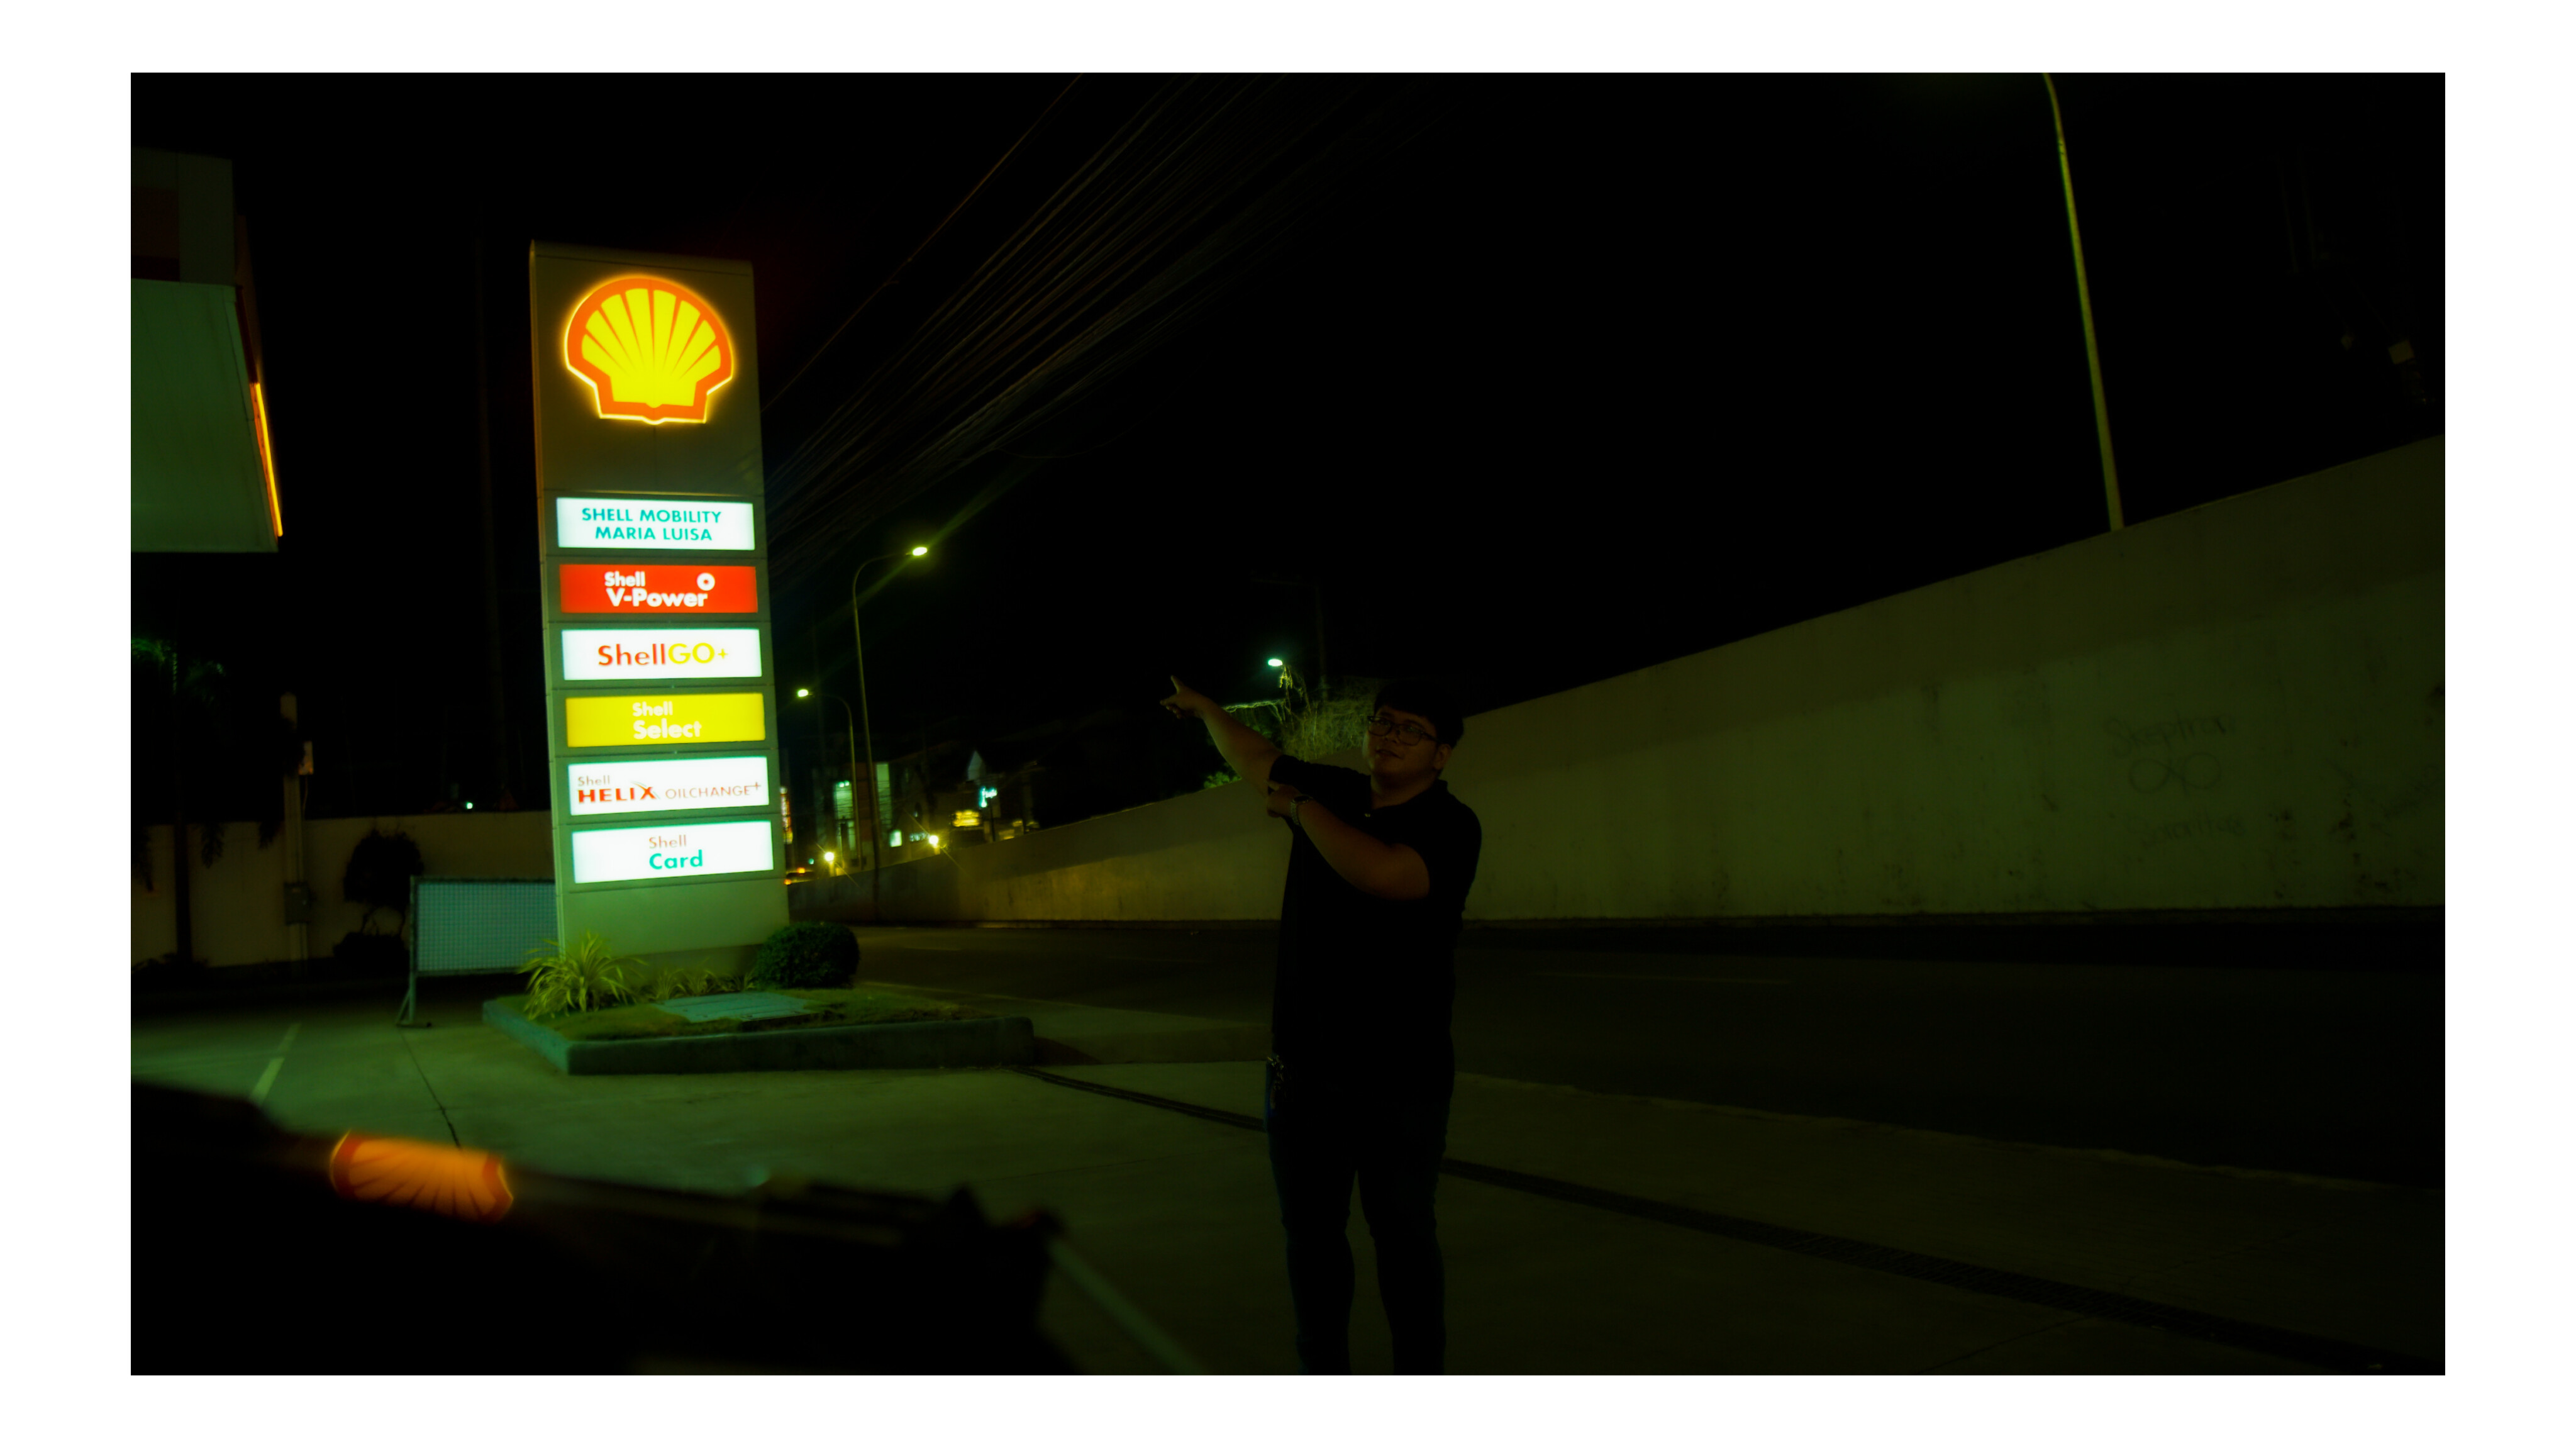 SHELL MOBILITY
MARIA LUISA
Shell
V-Power
ShellGO+
Shell
Select
Shell
HELIX OILCHANGE+
Shell
Card